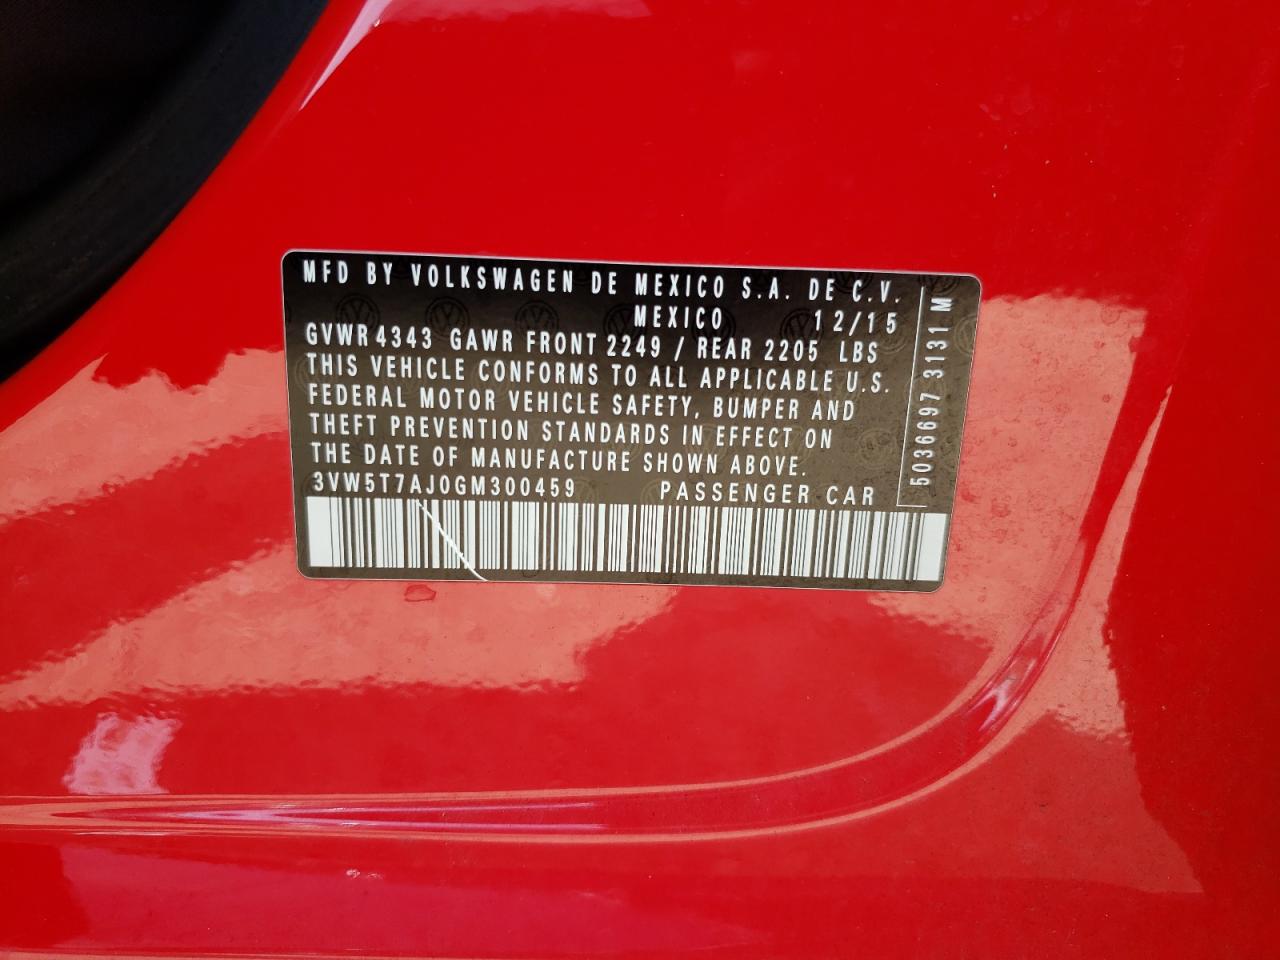 MFD BY VOLKSWAGEN DE MEXICO S.A. DE C.V.
MEXICO 12/15
GVWR 4343 GAWR FRONT 2249 / REAR 2205 LBS
THIS VEHICLE CONFORMS TO ALL APPLICABLE U.S.
FEDERAL MOTOR VEHICLE SAFETY, BUMPER AND
THEFT PREVENTION STANDARDS IN EFFECT ON
THE DATE OF MANUFACTURE SHOWN ABOVE.
3VW5T7AJ0GM300459 PASSENGER CAR
5036697 3131 M